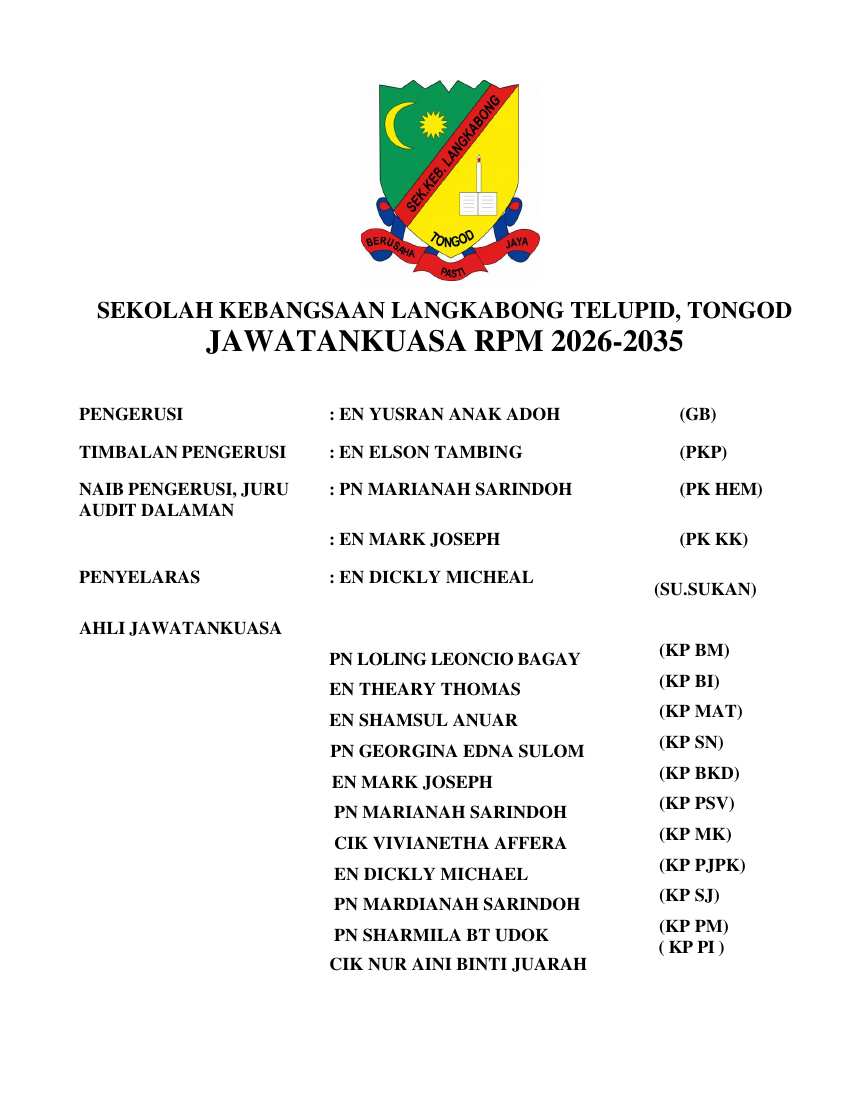 SEK.KEB. LANGKABONG
TONGOD
BERUSAHA PASTI JAYA
SEKOLAH KEBANGSAAN LANGKABONG TELUPID, TONGOD
JAWATANKUASA RPM 2026-2035
PENGERUSI : EN YUSRAN ANAK ADOH (GB)
TIMBALAN PENGERUSI : EN ELSON TAMBING (PKP)
NAIB PENGERUSI, JURU : PN MARIANAH SARINDOH (PK HEM)
AUDIT DALAMAN
: EN MARK JOSEPH (PK KK)
PENYELARAS : EN DICKLY MICHEAL (SU.SUKAN)
AHLI JAWATANKUASA
PN LOLING LEONCIO BAGAY (KP BM)
EN THEARY THOMAS (KP BI)
EN SHAMSUL ANUAR (KP MAT)
PN GEORGINA EDNA SULOM (KP SN)
EN MARK JOSEPH (KP BKD)
PN MARIANAH SARINDOH (KP PSV)
CIK VIVIANETHA AFFERA (KP MK)
EN DICKLY MICHAEL (KP PJPK)
PN MARDIANAH SARINDOH (KP SJ)
PN SHARMILA BT UDOK (KP PM)
CIK NUR AINI BINTI JUARAH ( KP PI )